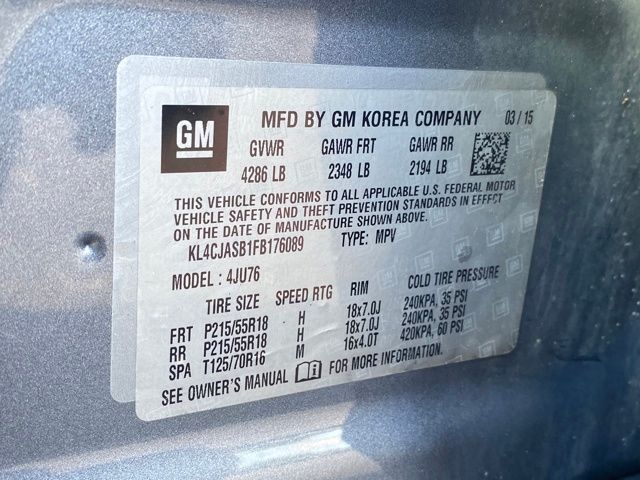 GM
MFD BY GM KOREA COMPANY 03/15
GVWR GAWR FRT GAWR RR
4286 LB 2348 LB 2194 LB
THIS VEHICLE CONFORMS TO ALL APPLICABLE U.S. FEDERAL MOTOR
VEHICLE SAFETY AND THEFT PREVENTION STANDARDS IN EFFECT
ON THE DATE OF MANUFACTURE SHOWN ABOVE.
KL4CJASB1FB176089 TYPE: MPV
MODEL: 4JU76
TIRE SIZE SPEED RTG RIM COLD TIRE PRESSURE
FRT P215/55R18 H 18x7.0J 240KPA, 35 PSI
RR P215/55R18 H 18x7.0J 240KPA, 35 PSI
SPA T125/70R16 M 16x4.0T 420KPA, 60 PSI
SEE OWNER'S MANUAL FOR MORE INFORMATION.